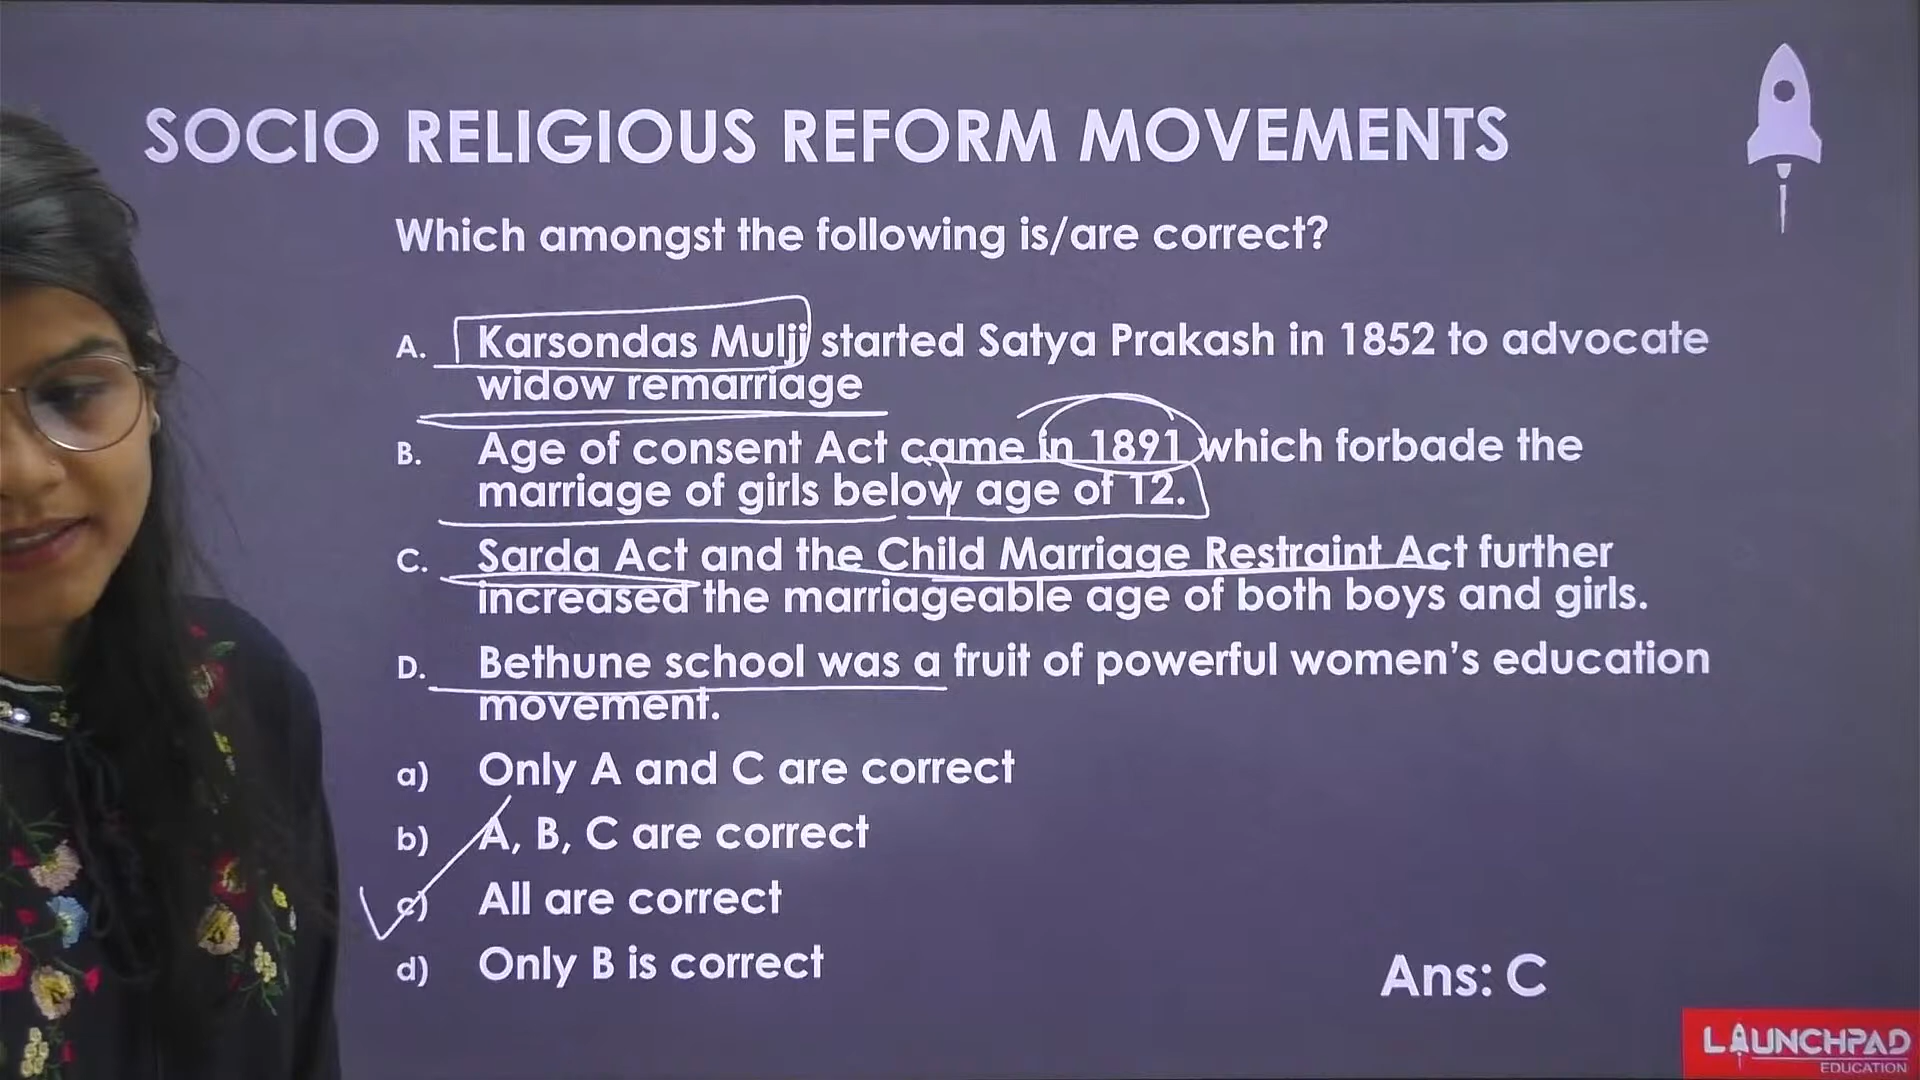 SOCIO RELIGIOUS REFORM MOVEMENTS
Which amongst the following is/are correct?
A. Karsondas Mulji started Satya Prakash in 1852 to advocate
widow remarriage
B. Age of consent Act came in 1891 which forbade the
marriage of girls below age of 12.
C. Sarda Act and the Child Marriage Restraint Act further
increased the marriageable age of both boys and girls.
D. Bethune school was a fruit of powerful women's education
movement.
a) Only A and C are correct
b) A, B, C are correct
c) All are correct
d) Only B is correct
Ans: C
LAUNCHPAD
EDUCATION